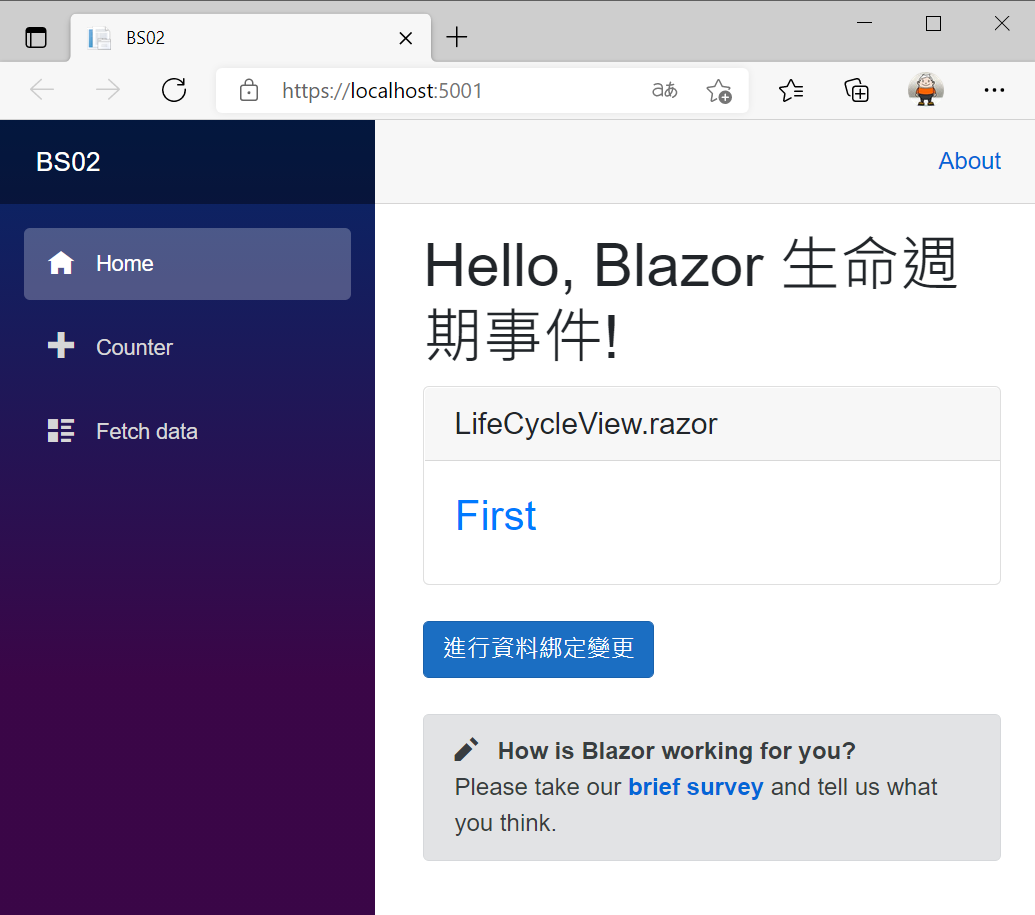 BS02
https://localhost:5001
aあ
BS02
About
Home
Counter
Fetch data
Hello, Blazor 生命週
期事件!
LifeCycleView.razor
First
進行資料綁定變更
How is Blazor working for you?
Please take our brief survey and tell us what
you think.